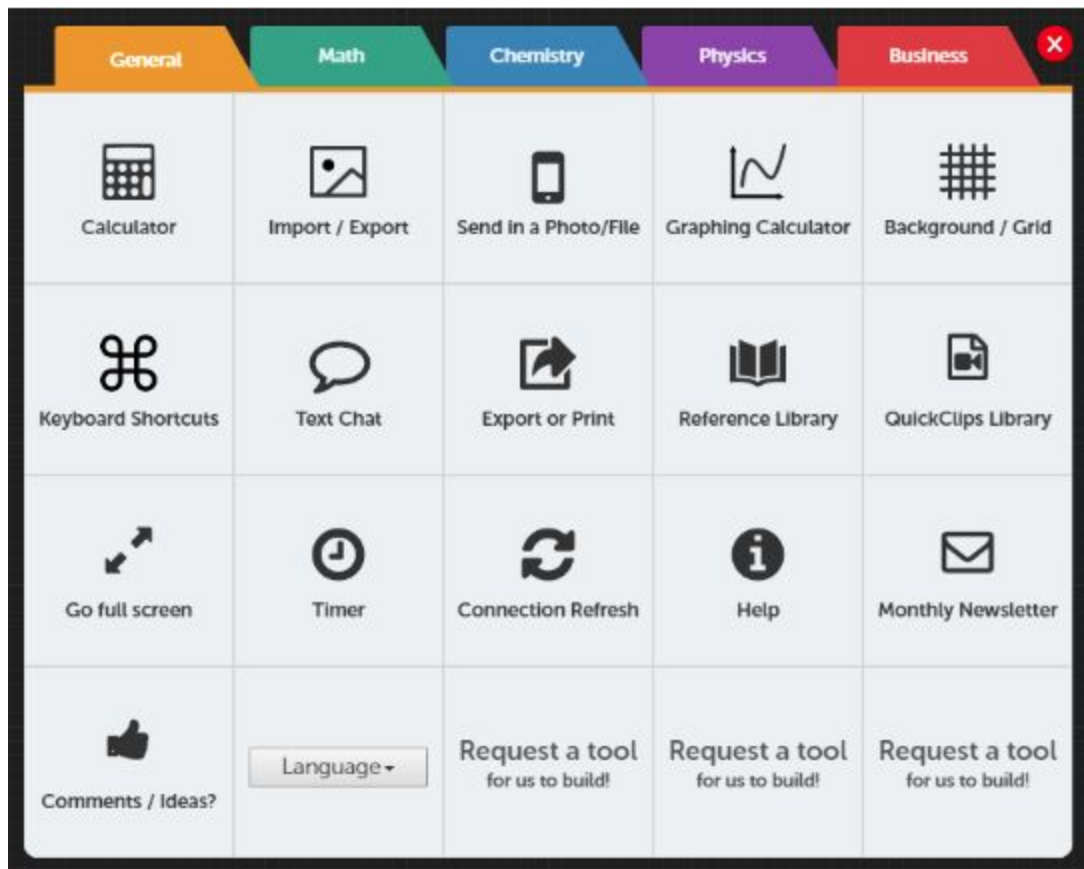 General
Math
Chemistry
Physics
Business
Calculator
Import / Export
Send in a Photo/File
Graphing Calculator
Background / Grid
Keyboard Shortcuts
Text Chat
Export or Print
Reference Library
QuickClips Library
Go full screen
Timer
Connection Refresh
Help
Monthly Newsletter
Comments / Ideas?
Language
Request a tool
for us to build!
Request a tool
for us to build!
Request a tool
for us to build!